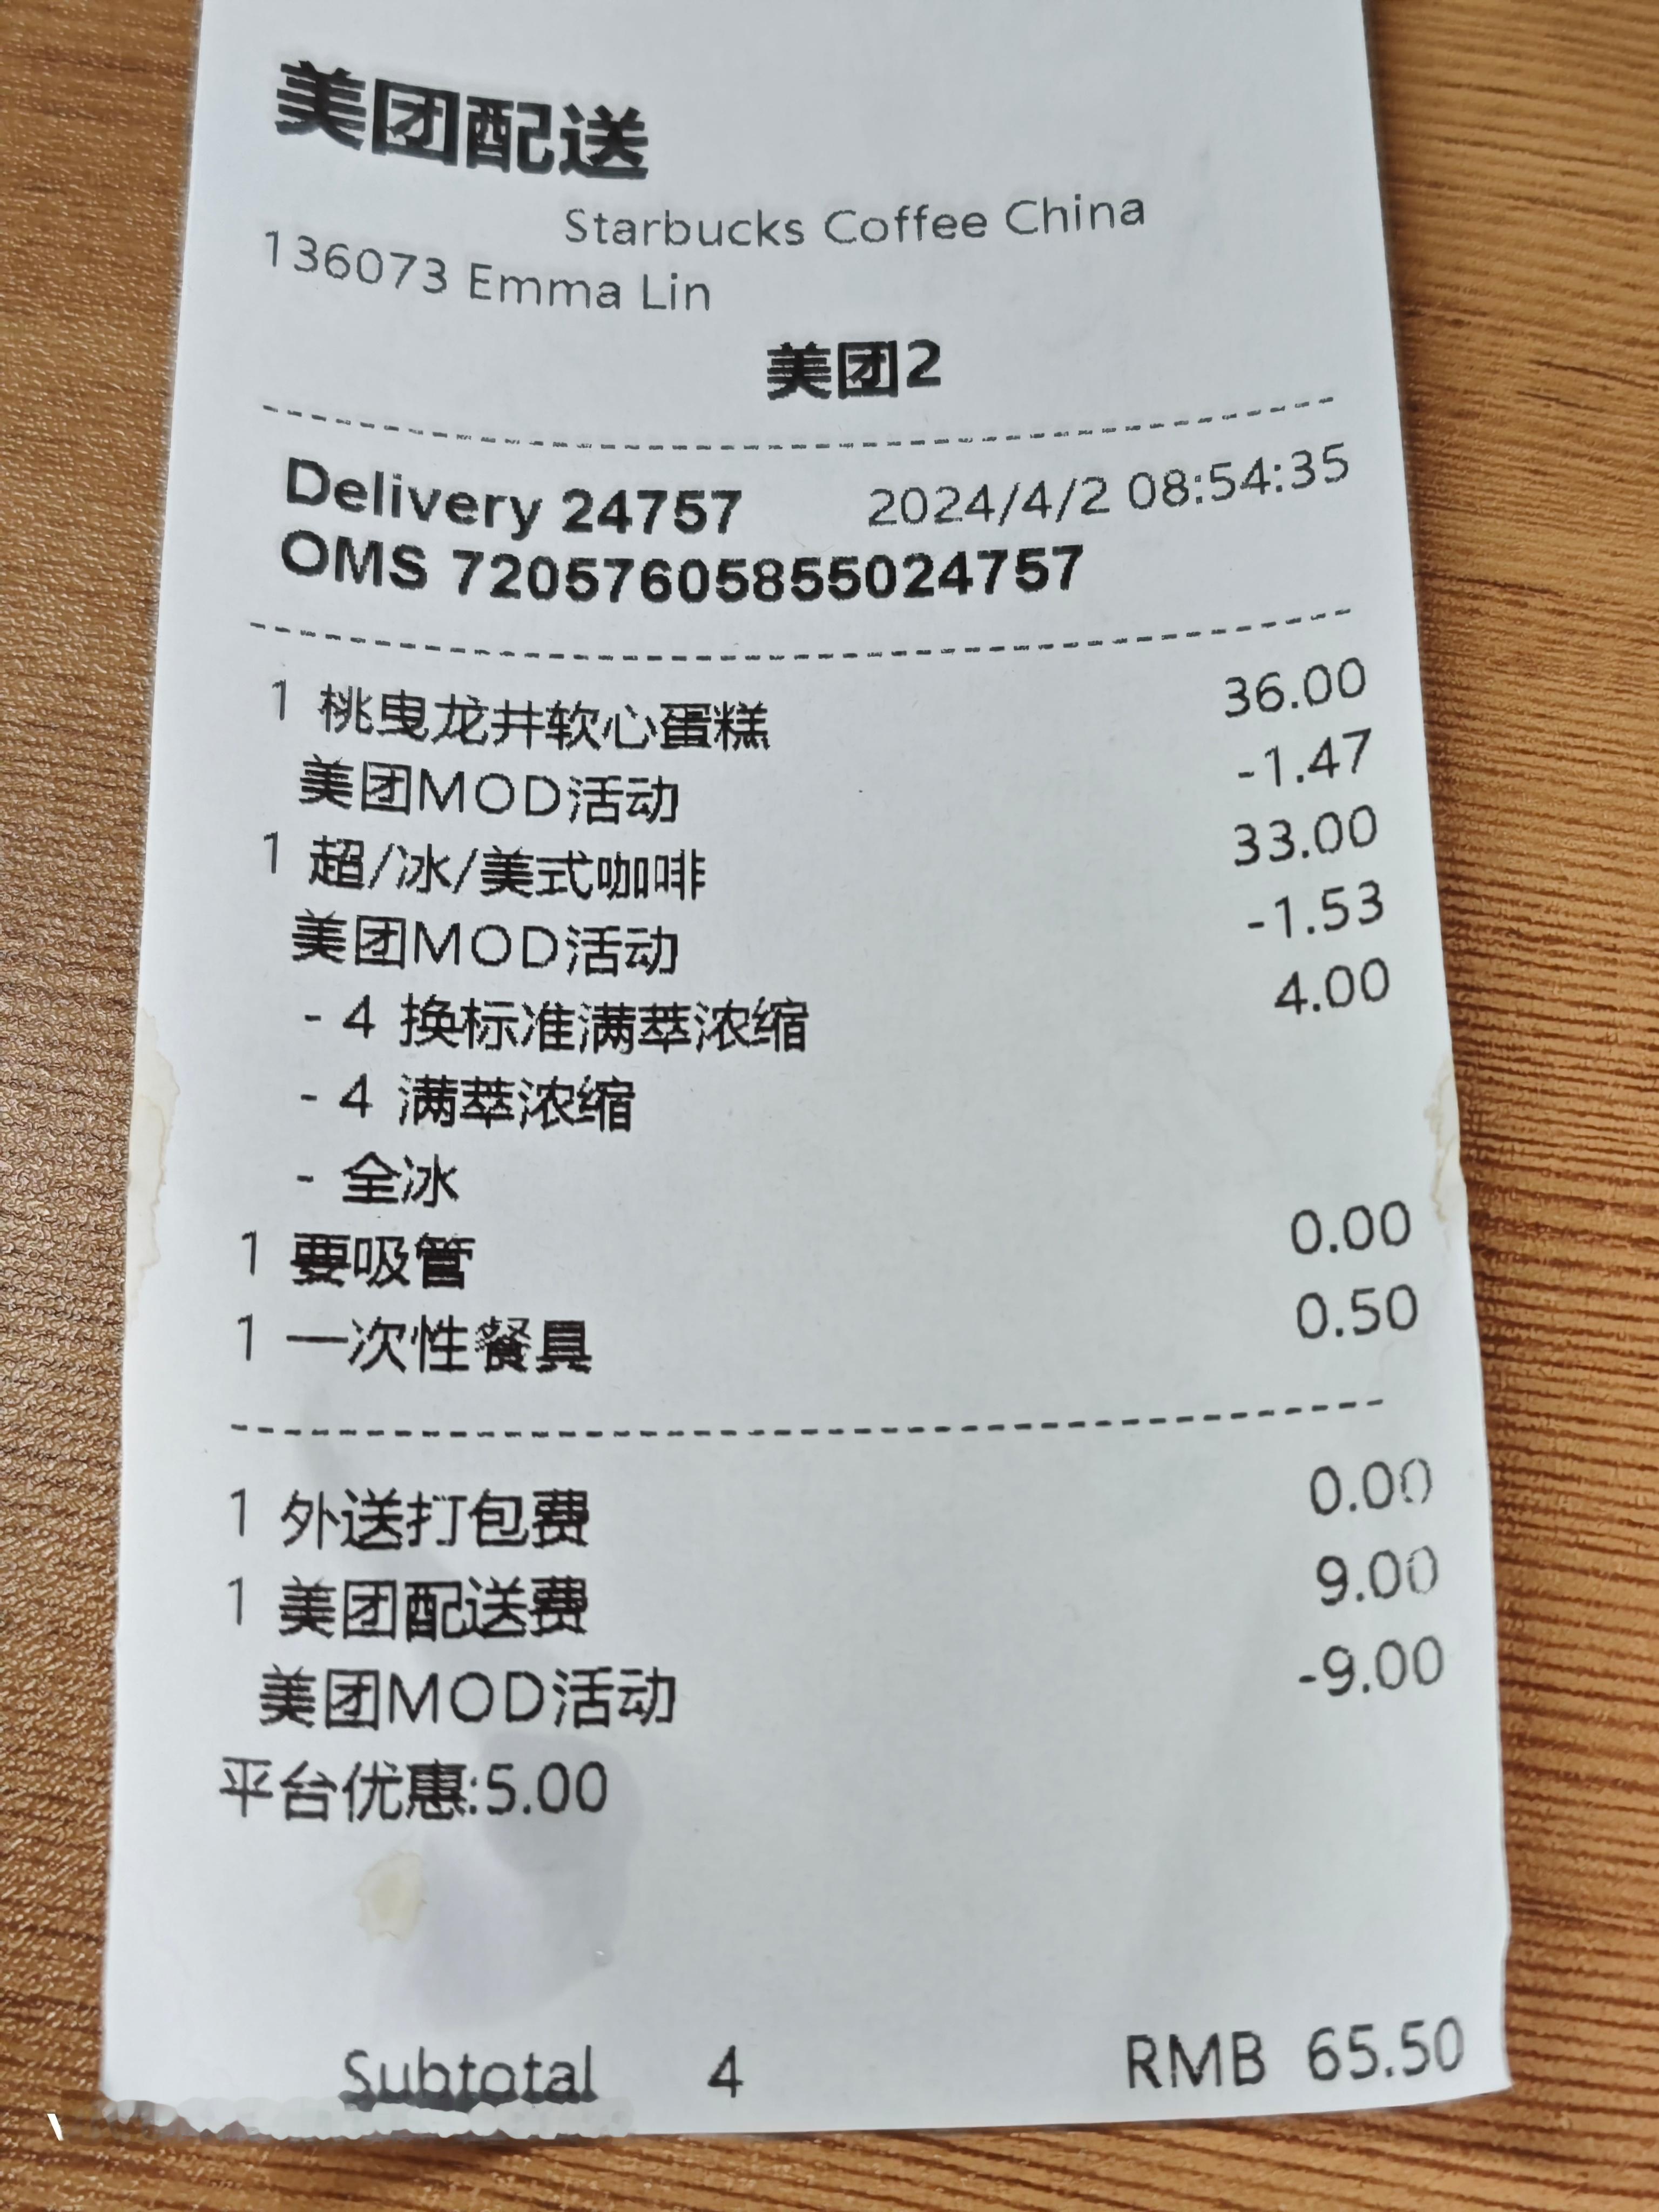 美团配送
Starbucks Coffee China
136073 Emma Lin
美团2
Delivery 24757 2024/4/2 08:54:35
OMS 72057605855024757
1 桃曳龙井软心蛋糕 36.00
美团MOD活动 -1.47
1 超/冰/美式咖啡 33.00
美团MOD活动 -1.53
- 4 换标准满萃浓缩 4.00
- 4 满萃浓缩
- 全冰
1 要吸管 0.00
1 一次性餐具 0.50
1 外送打包费 0.00
1 美团配送费 9.00
美团MOD活动 -9.00
平台优惠:5.00
Subtotal 4 RMB 65.50